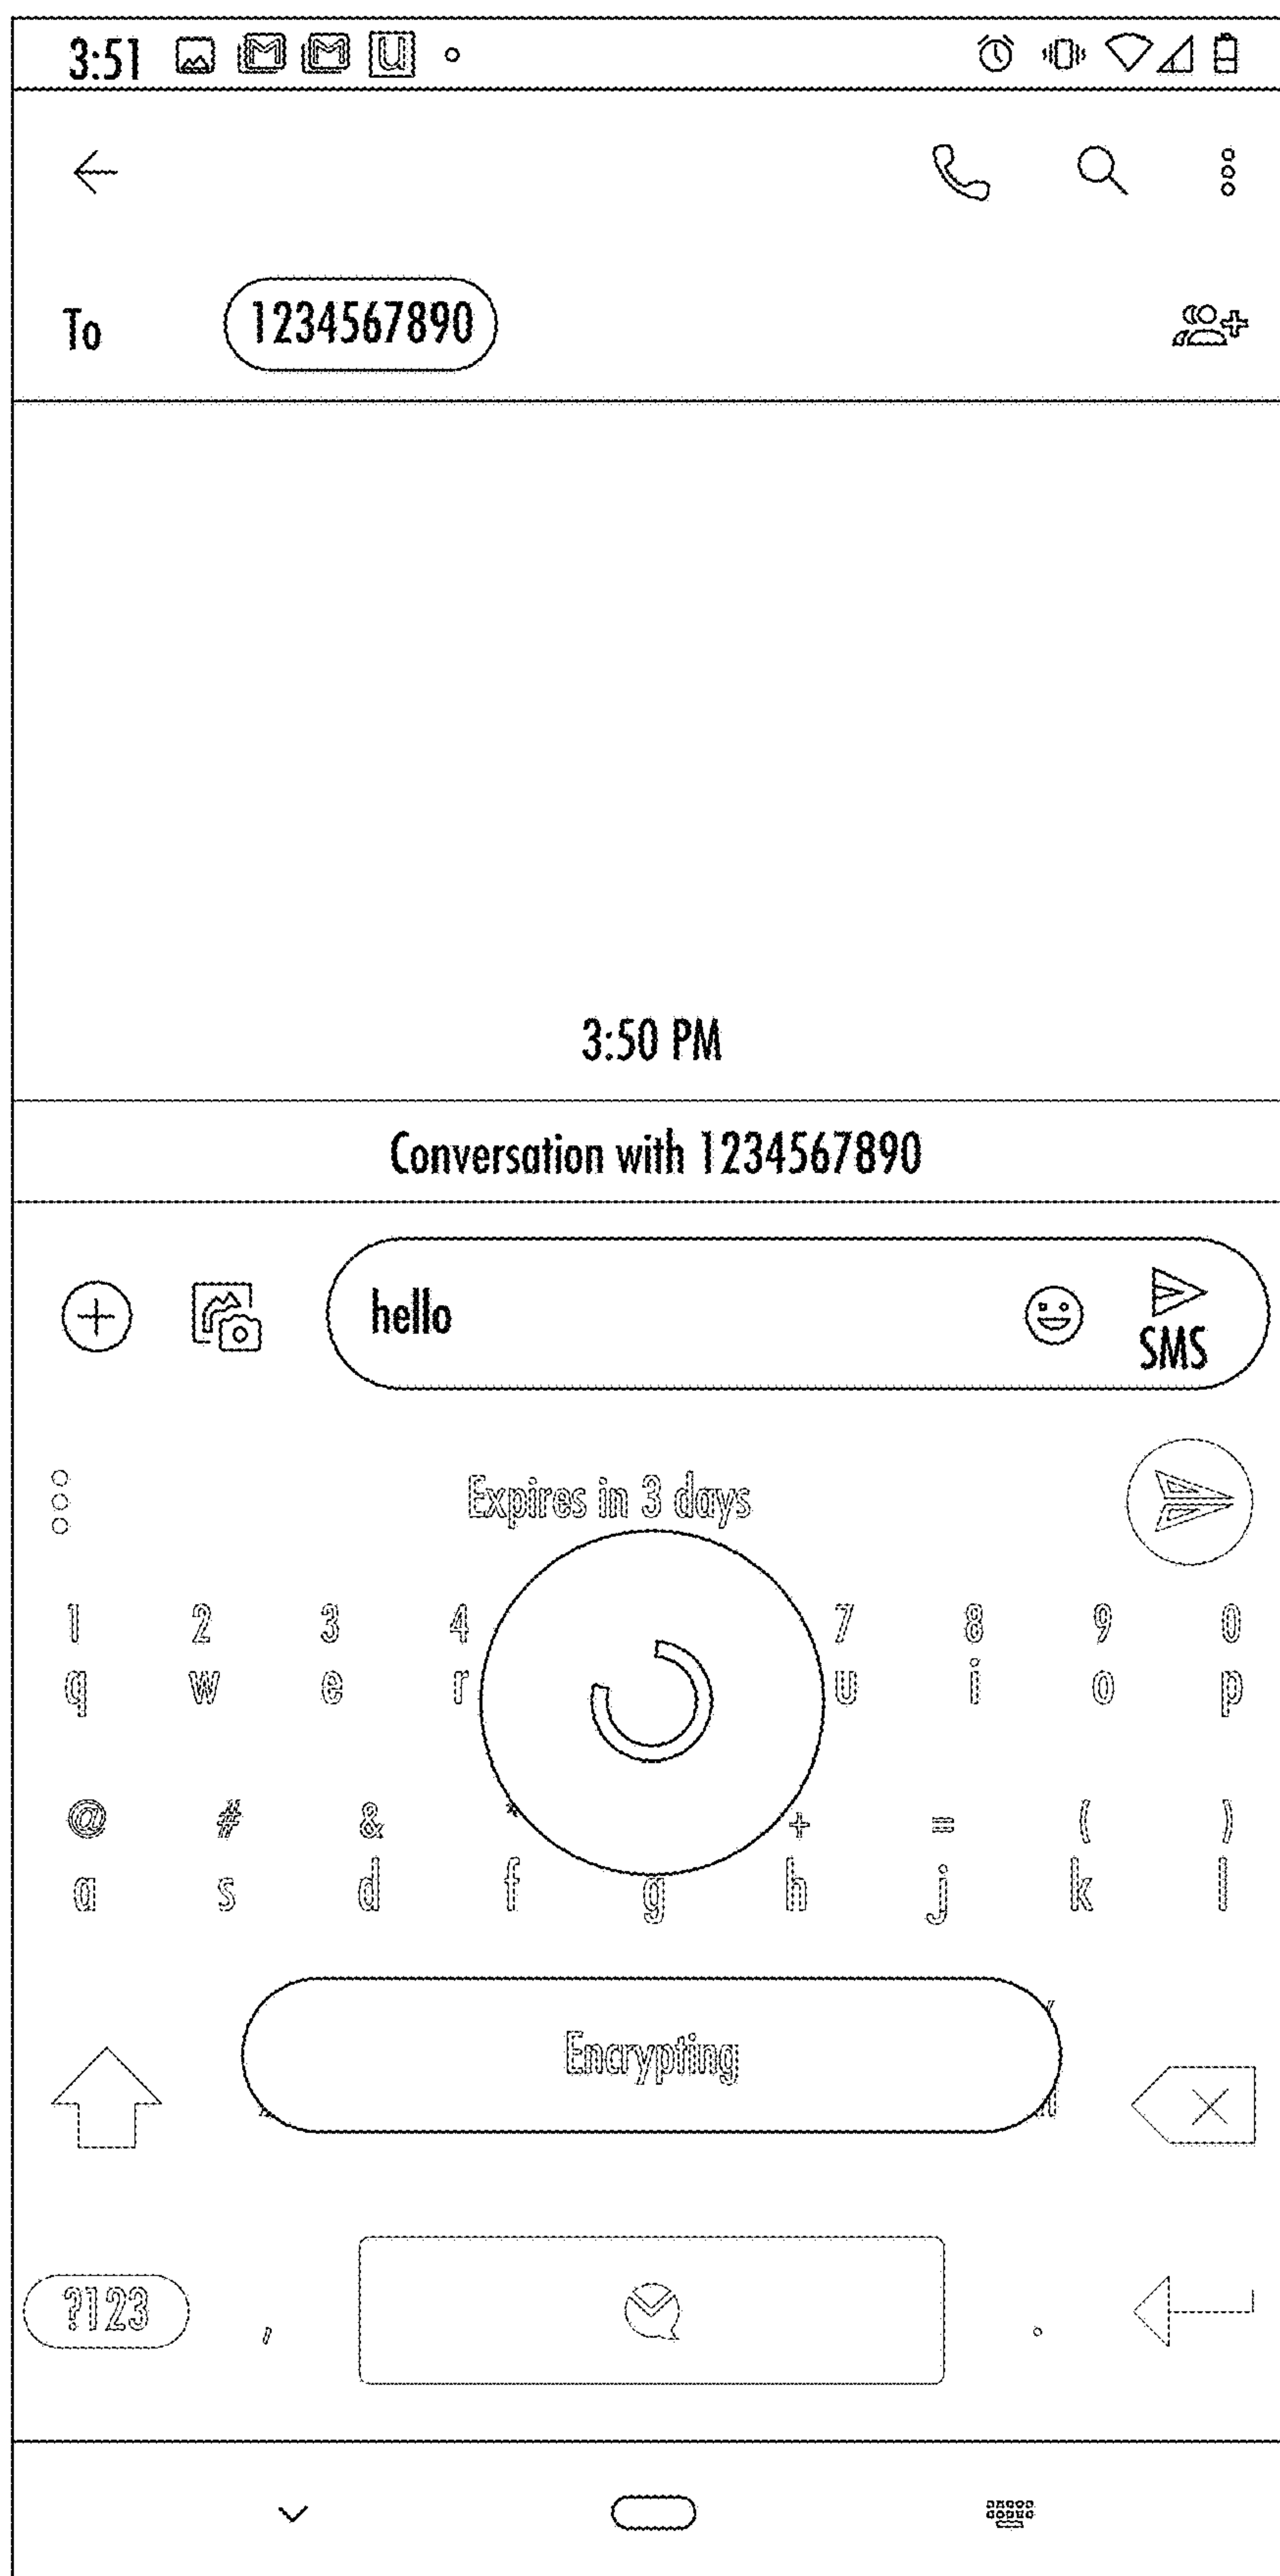 3:51
To 1234567890
3:50 PM
Conversation with 1234567890
hello
SMS
Expires in 3 days
1 2 3 4 7 8 9 0
q w e r u i o p
@ # & * + = ( )
a s d f g h j k l
Encrypting
?123 , .